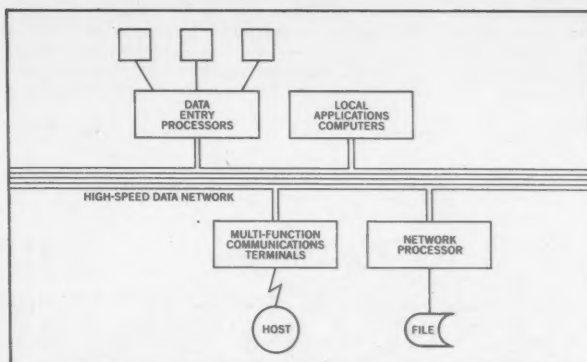 DATA
ENTRY
PROCESSORS
LOCAL
APPLICATIONS
COMPUTERS
HIGH-SPEED DATA NETWORK
MULTI-FUNCTION
COMMUNICATIONS
TERMINALS
NETWORK
PROCESSOR
HOST
FILE